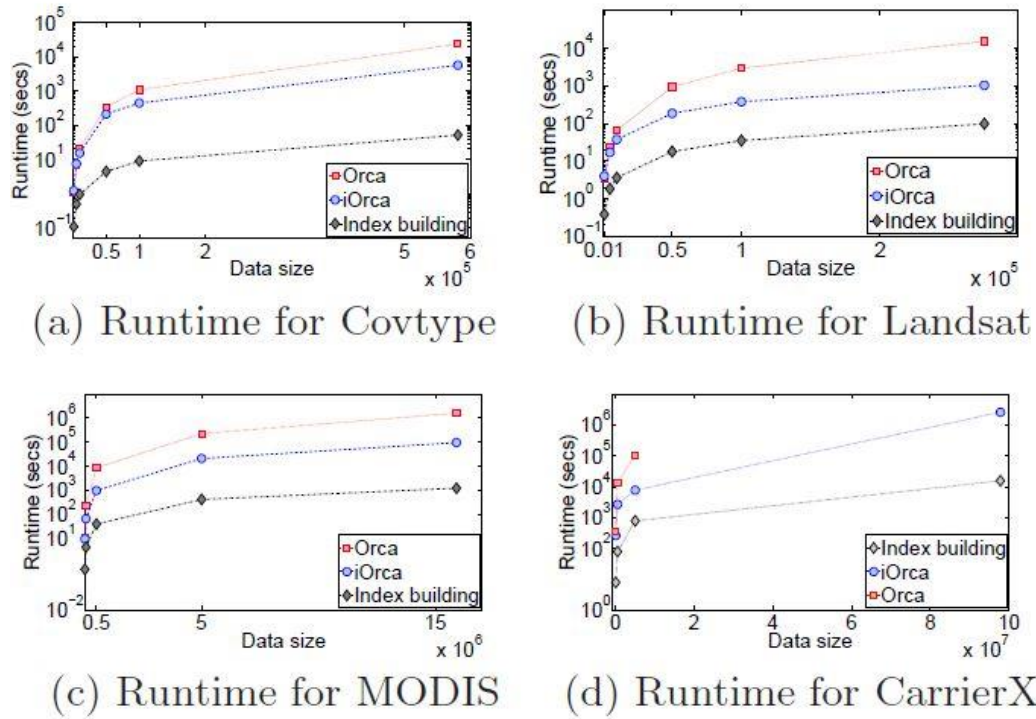 Runtime (secs)
10^5
10^4
10^3
10^2
10^1
10^-1
Orca
iOrca
Index building
0.5 1 2 5 6
Data size
x 10^5
(a) Runtime for Covtype
Runtime (secs)
10^4
10^3
10^2
10^1
10^0
10^-1
Orca
iOrca
Index building
0.01 0.5 1 2
Data size
x 10^5
(b) Runtime for Landsat
Runtime (secs)
10^6
10^5
10^4
10^3
10^2
10^1
10^-2
Orca
iOrca
Index building
0.5 5 15
Data size
x 10^6
(c) Runtime for MODIS
Runtime (secs)
10^6
10^5
10^4
10^3
10^2
10^0
Index building
iOrca
Orca
0 2 4 6 8 10
Data size
x 10^7
(d) Runtime for CarrierX